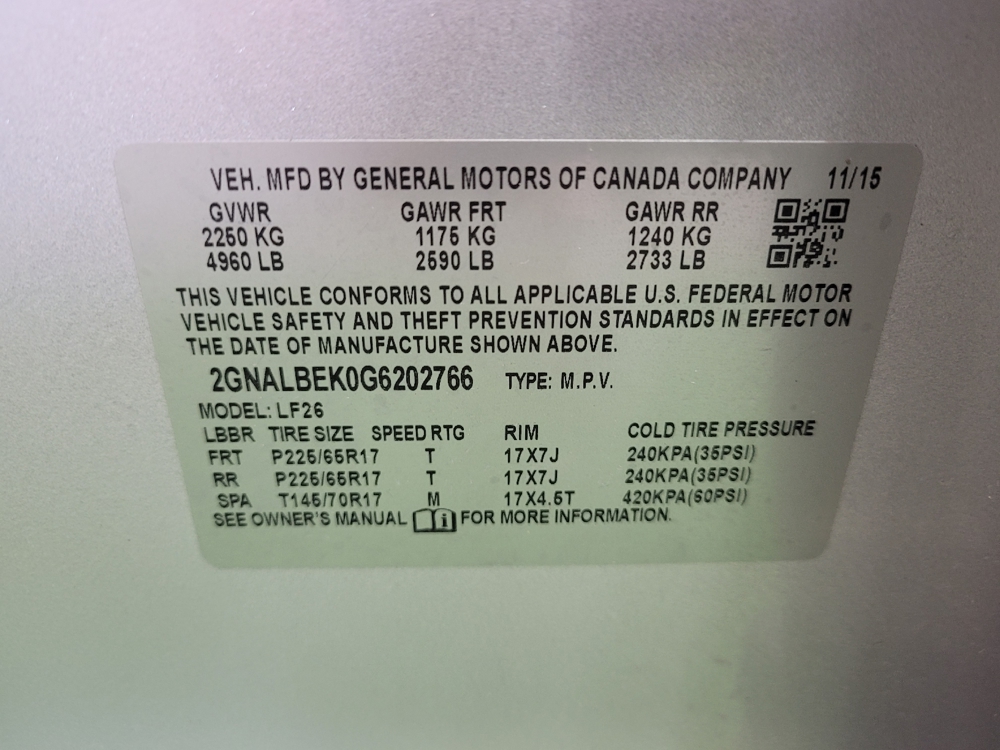 VEH. MFD BY GENERAL MOTORS OF CANADA COMPANY 11/15
GVWR GAWR FRT GAWR RR
2250 KG 1175 KG 1240 KG
4960 LB 2590 LB 2733 LB
THIS VEHICLE CONFORMS TO ALL APPLICABLE U.S. FEDERAL MOTOR
VEHICLE SAFETY AND THEFT PREVENTION STANDARDS IN EFFECT ON
THE DATE OF MANUFACTURE SHOWN ABOVE.
2GNALBEK0G6202766 TYPE: M.P.V.
MODEL: LF26
LBBR TIRE SIZE SPEED RTG RIM COLD TIRE PRESSURE
FRT P225/65R17 T 17X7J 240KPA(35PSI)
RR P225/65R17 T 17X7J 240KPA(35PSI)
SPA T145/70R17 M 17X4.5T 420KPA(60PSI)
SEE OWNER'S MANUAL i FOR MORE INFORMATION.